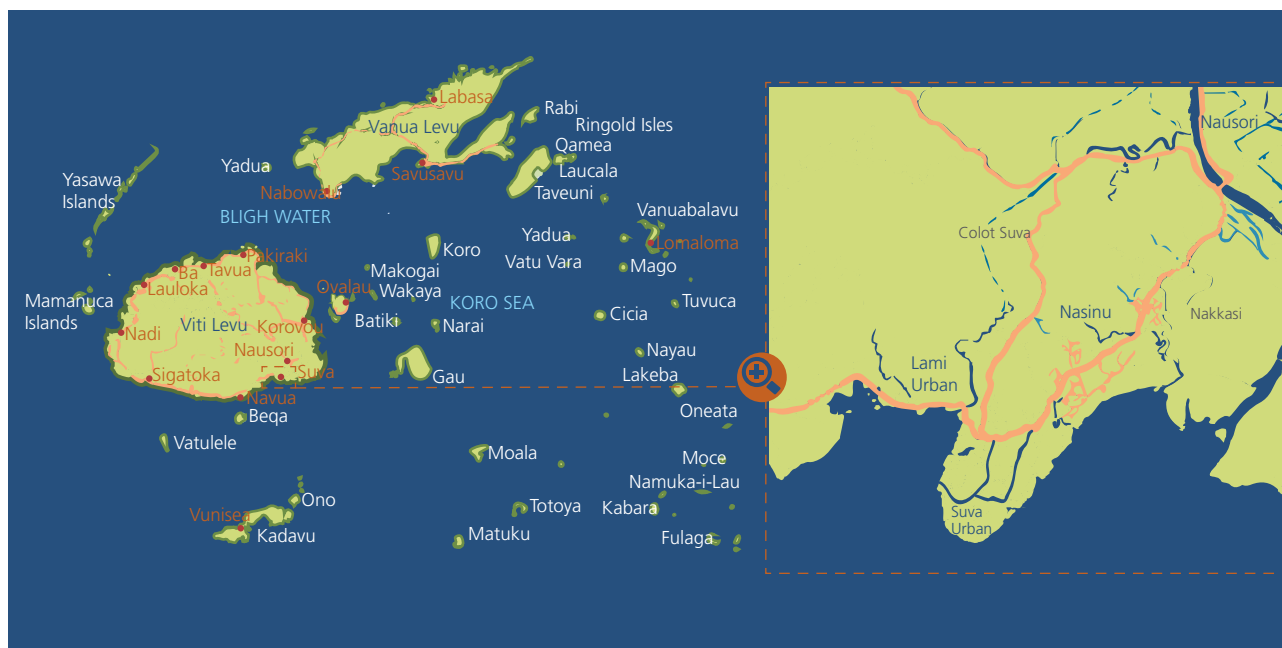 Labasa
Rabi
Ringold Isles
Vanua Levu
Qamea
Yadua
Savusavu
Laucala
Yasawa
Islands
Nabowalu
Taveuni
BLIGH WATER
Vanuabalavu
Yadua
Lomaloma
Koro
Pakiraki
Ba
Tavua
Makogai
Vatu Vara
Mago
Lauloka
Ovalau
Wakaya
KORO SEA
Mamanuca
Islands
Tuvuca
Viti Levu
Korovou
Batiki
Narai
Cicia
Nadi
Nausori
Nayau
Sigatoka
Suva
Gau
Lakeba
Navua
Beqa
Oneata
Vatulele
Moala
Moce
Namuka-i-Lau
Ono
Vunisea
Kadavu
Totoya
Kabara
Matuku
Fulaga
Nausori
Colot Suva
Nasinu
Nakkasi
Lami
Urban
Suva
Urban